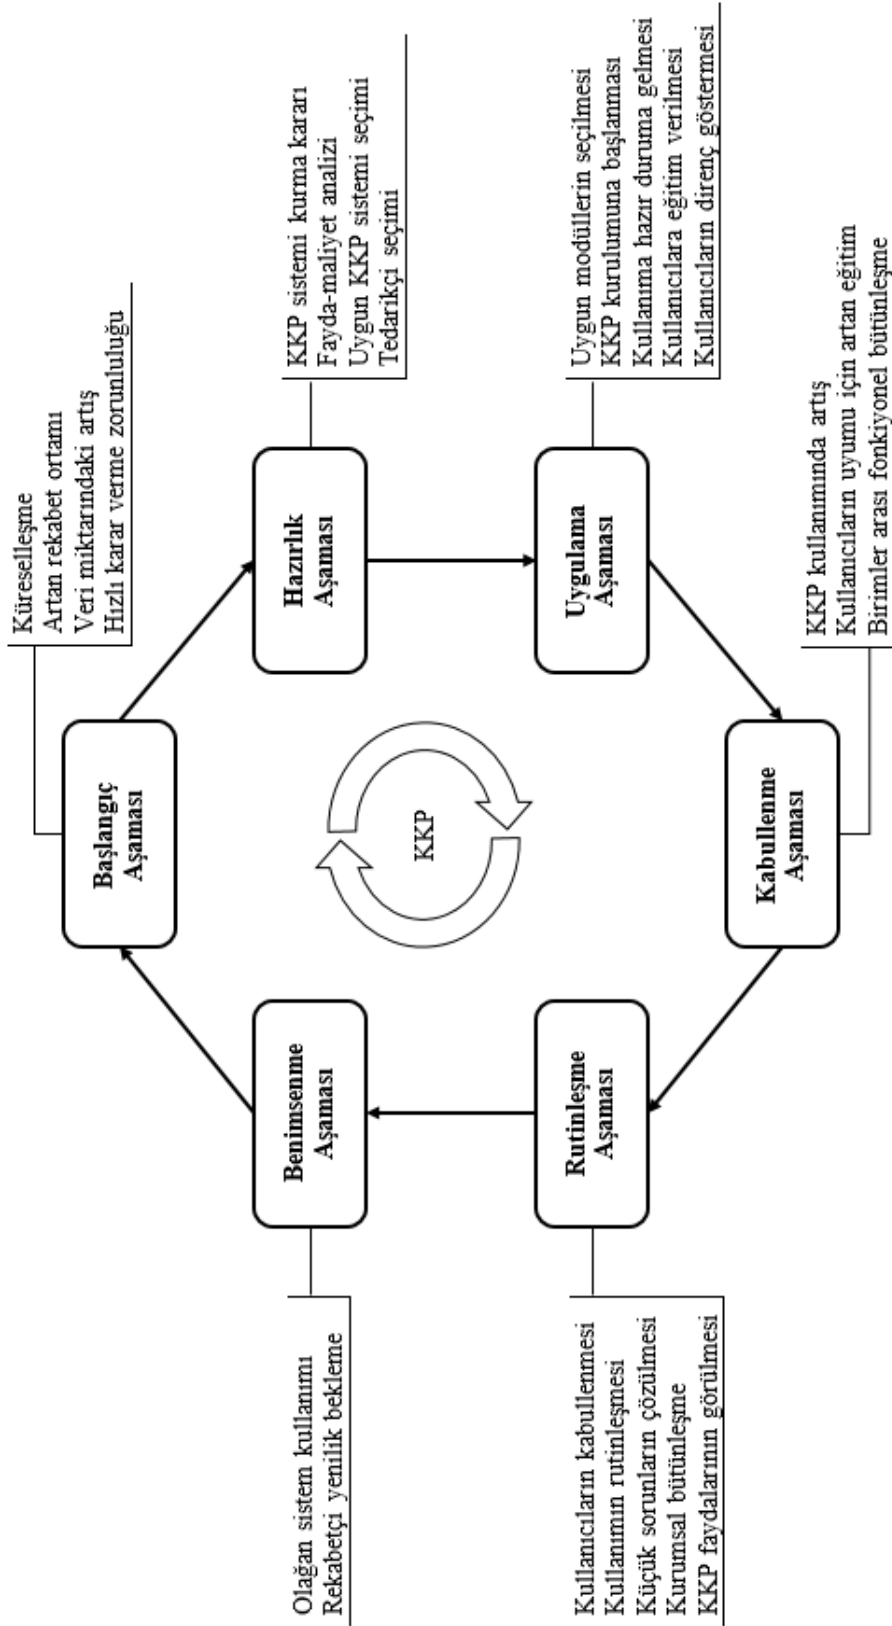 Küreselleşme
Artan rekabet ortamı
Veri miktarındaki artış
Hızlı karar verme zorunluluğu
Başlangıç
Aşaması
KKP sistemi kurma kararı
Fayda-maliyet analizi
Uygun KKP sistemi seçimi
Tedarikçi seçimi
Hazırlık
Aşaması
Uygun modüllerin seçilmesi
KKP kurulumuna başlanması
Kullanıma hazır duruma gelmesi
Kullanıcılara eğitim verilmesi
Kullanıcıların direnç göstermesi
Uygulama
Aşaması
KKP kullanımında artış
Kullanıcıların uyumu için artan eğitim
Birimler arası fonkiyonel bütünleşme
Kabullenme
Aşaması
Kullanıcıların kabullenmesi
Kullanımın rutinleşmesi
Küçük sorunların çözülmesi
Kurumsal bütünleşme
KKP faydalarının görülmesi
Rutinleşme
Aşaması
Olağan sistem kullanımı
Rekabetçi yenilik bekleme
Benimsenme
Aşaması
KKP